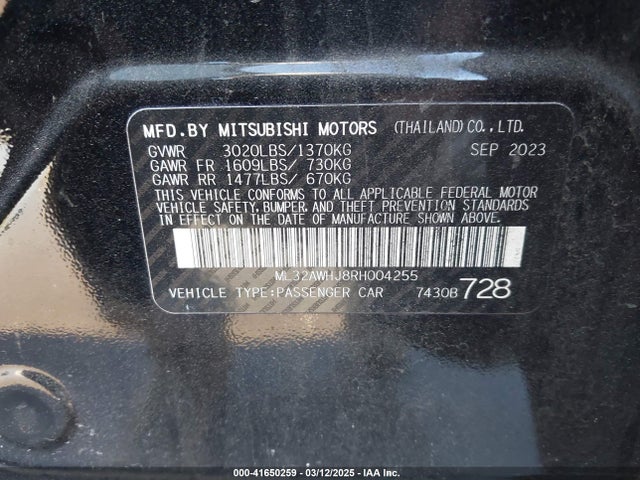 MFD.BY MITSUBISHI MOTORS (THAILAND)CO.,LTD.
GVWR 3020LBS/1370KG SEP 2023
GAWR FR 1609LBS/ 730KG
GAWR RR 1477LBS/ 670KG
THIS VEHICLE CONFORMS TO ALL APPLICABLE FEDERAL MOTOR
VEHICLE SAFETY, BUMPER, AND THEFT PREVENTION STANDARDS
IN EFFECT ON THE DATE OF MANUFACTURE SHOWN ABOVE.
ML32AWHJ8RH004255
VEHICLE TYPE:PASSENGER CAR 7430B 728
000-41650259 - 03/12/2025 - IAA Inc.